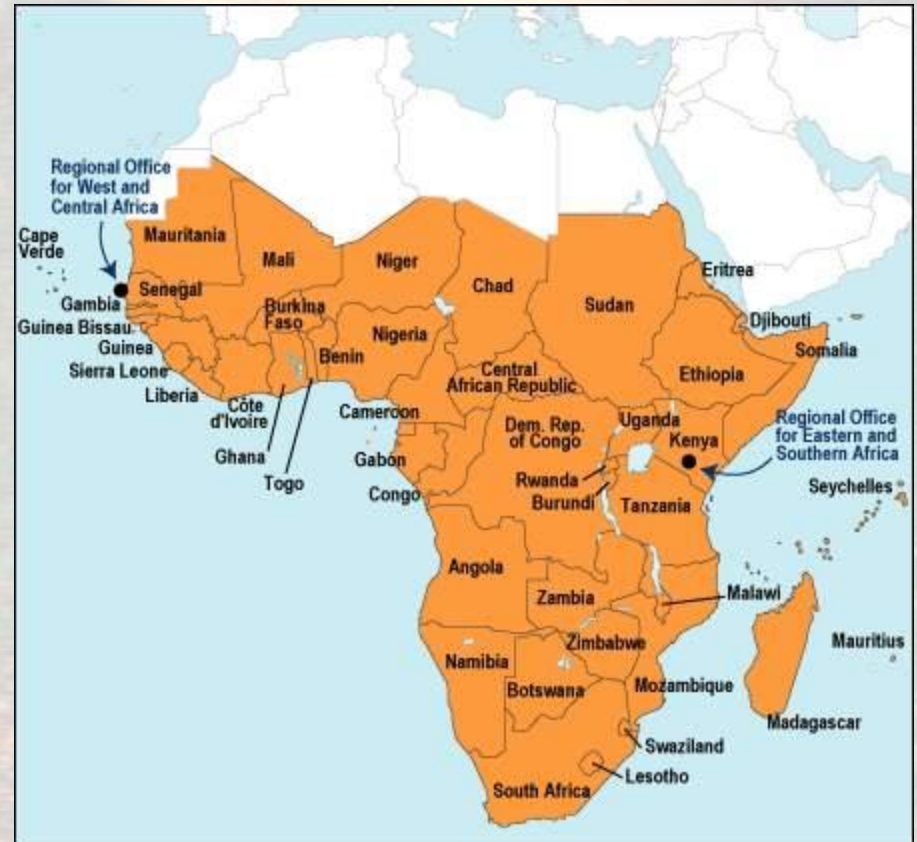 Regional Office
for West and
Central Africa
Cape
Verde
Mauritania
Mali
Niger
Chad
Sudan
Eritrea
Senegal
Gambia
Burkina
Faso
Guinea Bissau
Nigeria
Djibouti
Guinea
Benin
Somalia
Sierra Leone
Central
African Republic
Ethiopia
Liberia
Côte
d'Ivoire
Cameroon
Dem. Rep.
of Congo
Uganda
Kenya
Regional Office
for Eastern and
Southern Africa
Ghana
Gabon
Togo
Congo
Rwanda
Burundi
Tanzania
Seychelles
Angola
Zambia
Malawi
Zimbabwe
Mauritius
Namibia
Botswana
Mozambique
Madagascar
Swaziland
Lesotho
South Africa